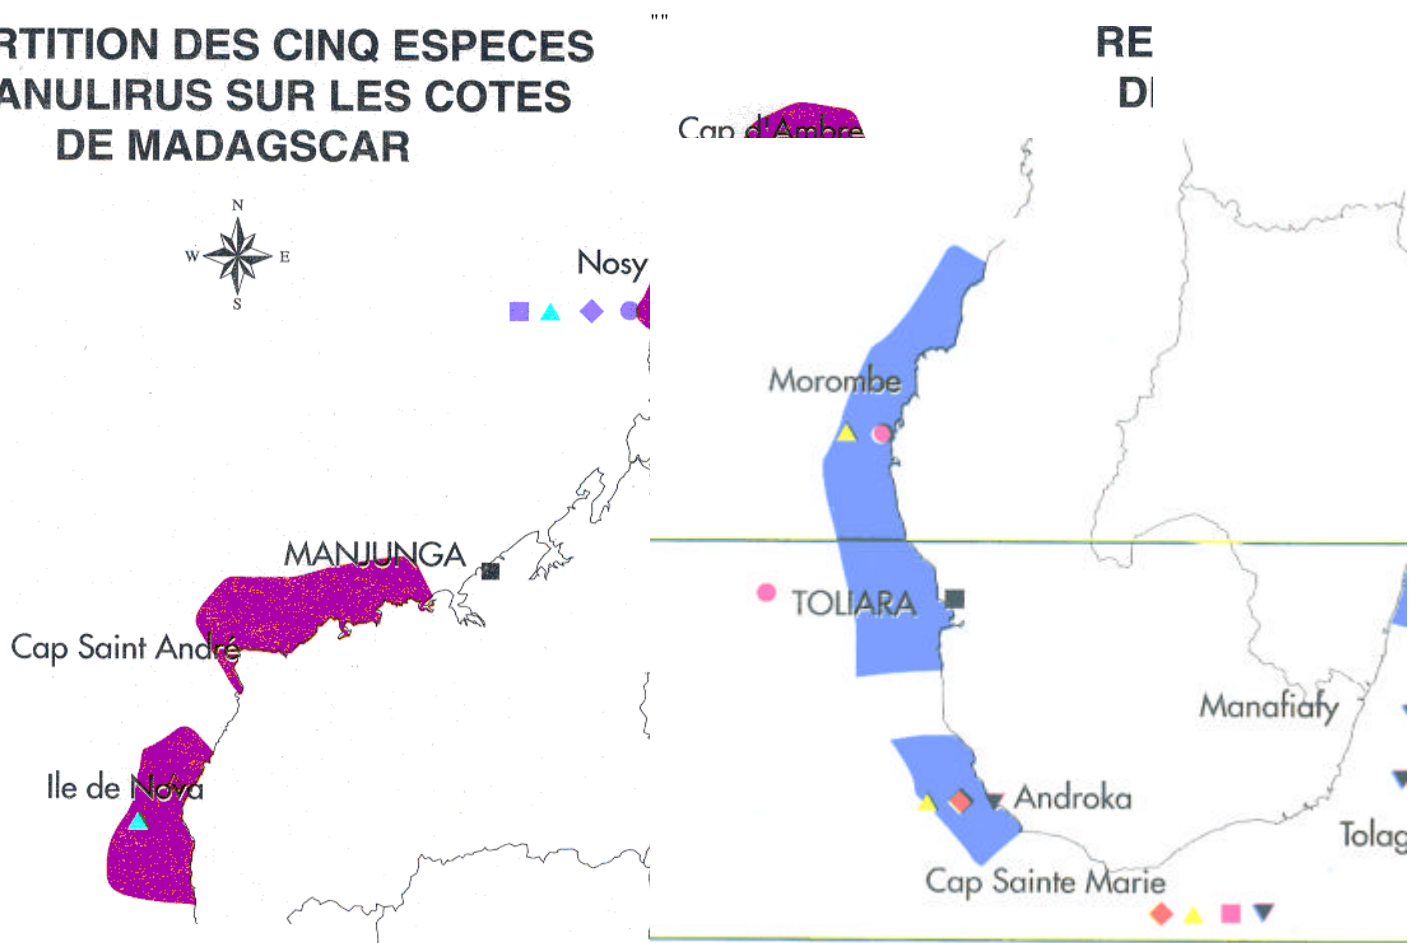 RTITION DES CINQ ESPECES
ANULIRUS SUR LES COTES
DE MADAGSCAR
N
W E
S
Nosy
MANJUNGA
Cap Saint André
Ile de Nova
""
RE
DI
Cap d'Ambre
Morombe
TOLIARA
Manafiafy
Androka
Tolag
Cap Sainte Marie